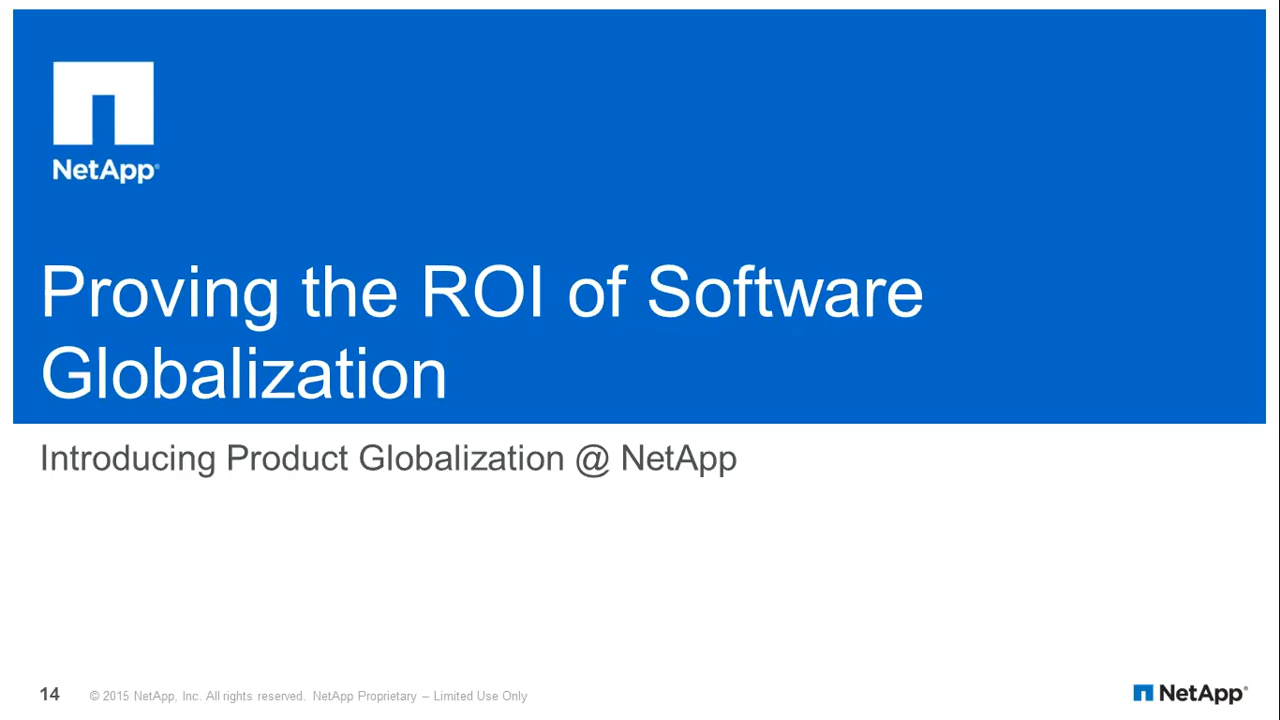 NetApp®
Proving the ROI of Software
Globalization
Introducing Product Globalization @ NetApp
14 © 2015 NetApp, Inc. All rights reserved. NetApp Proprietary – Limited Use Only
NetApp®